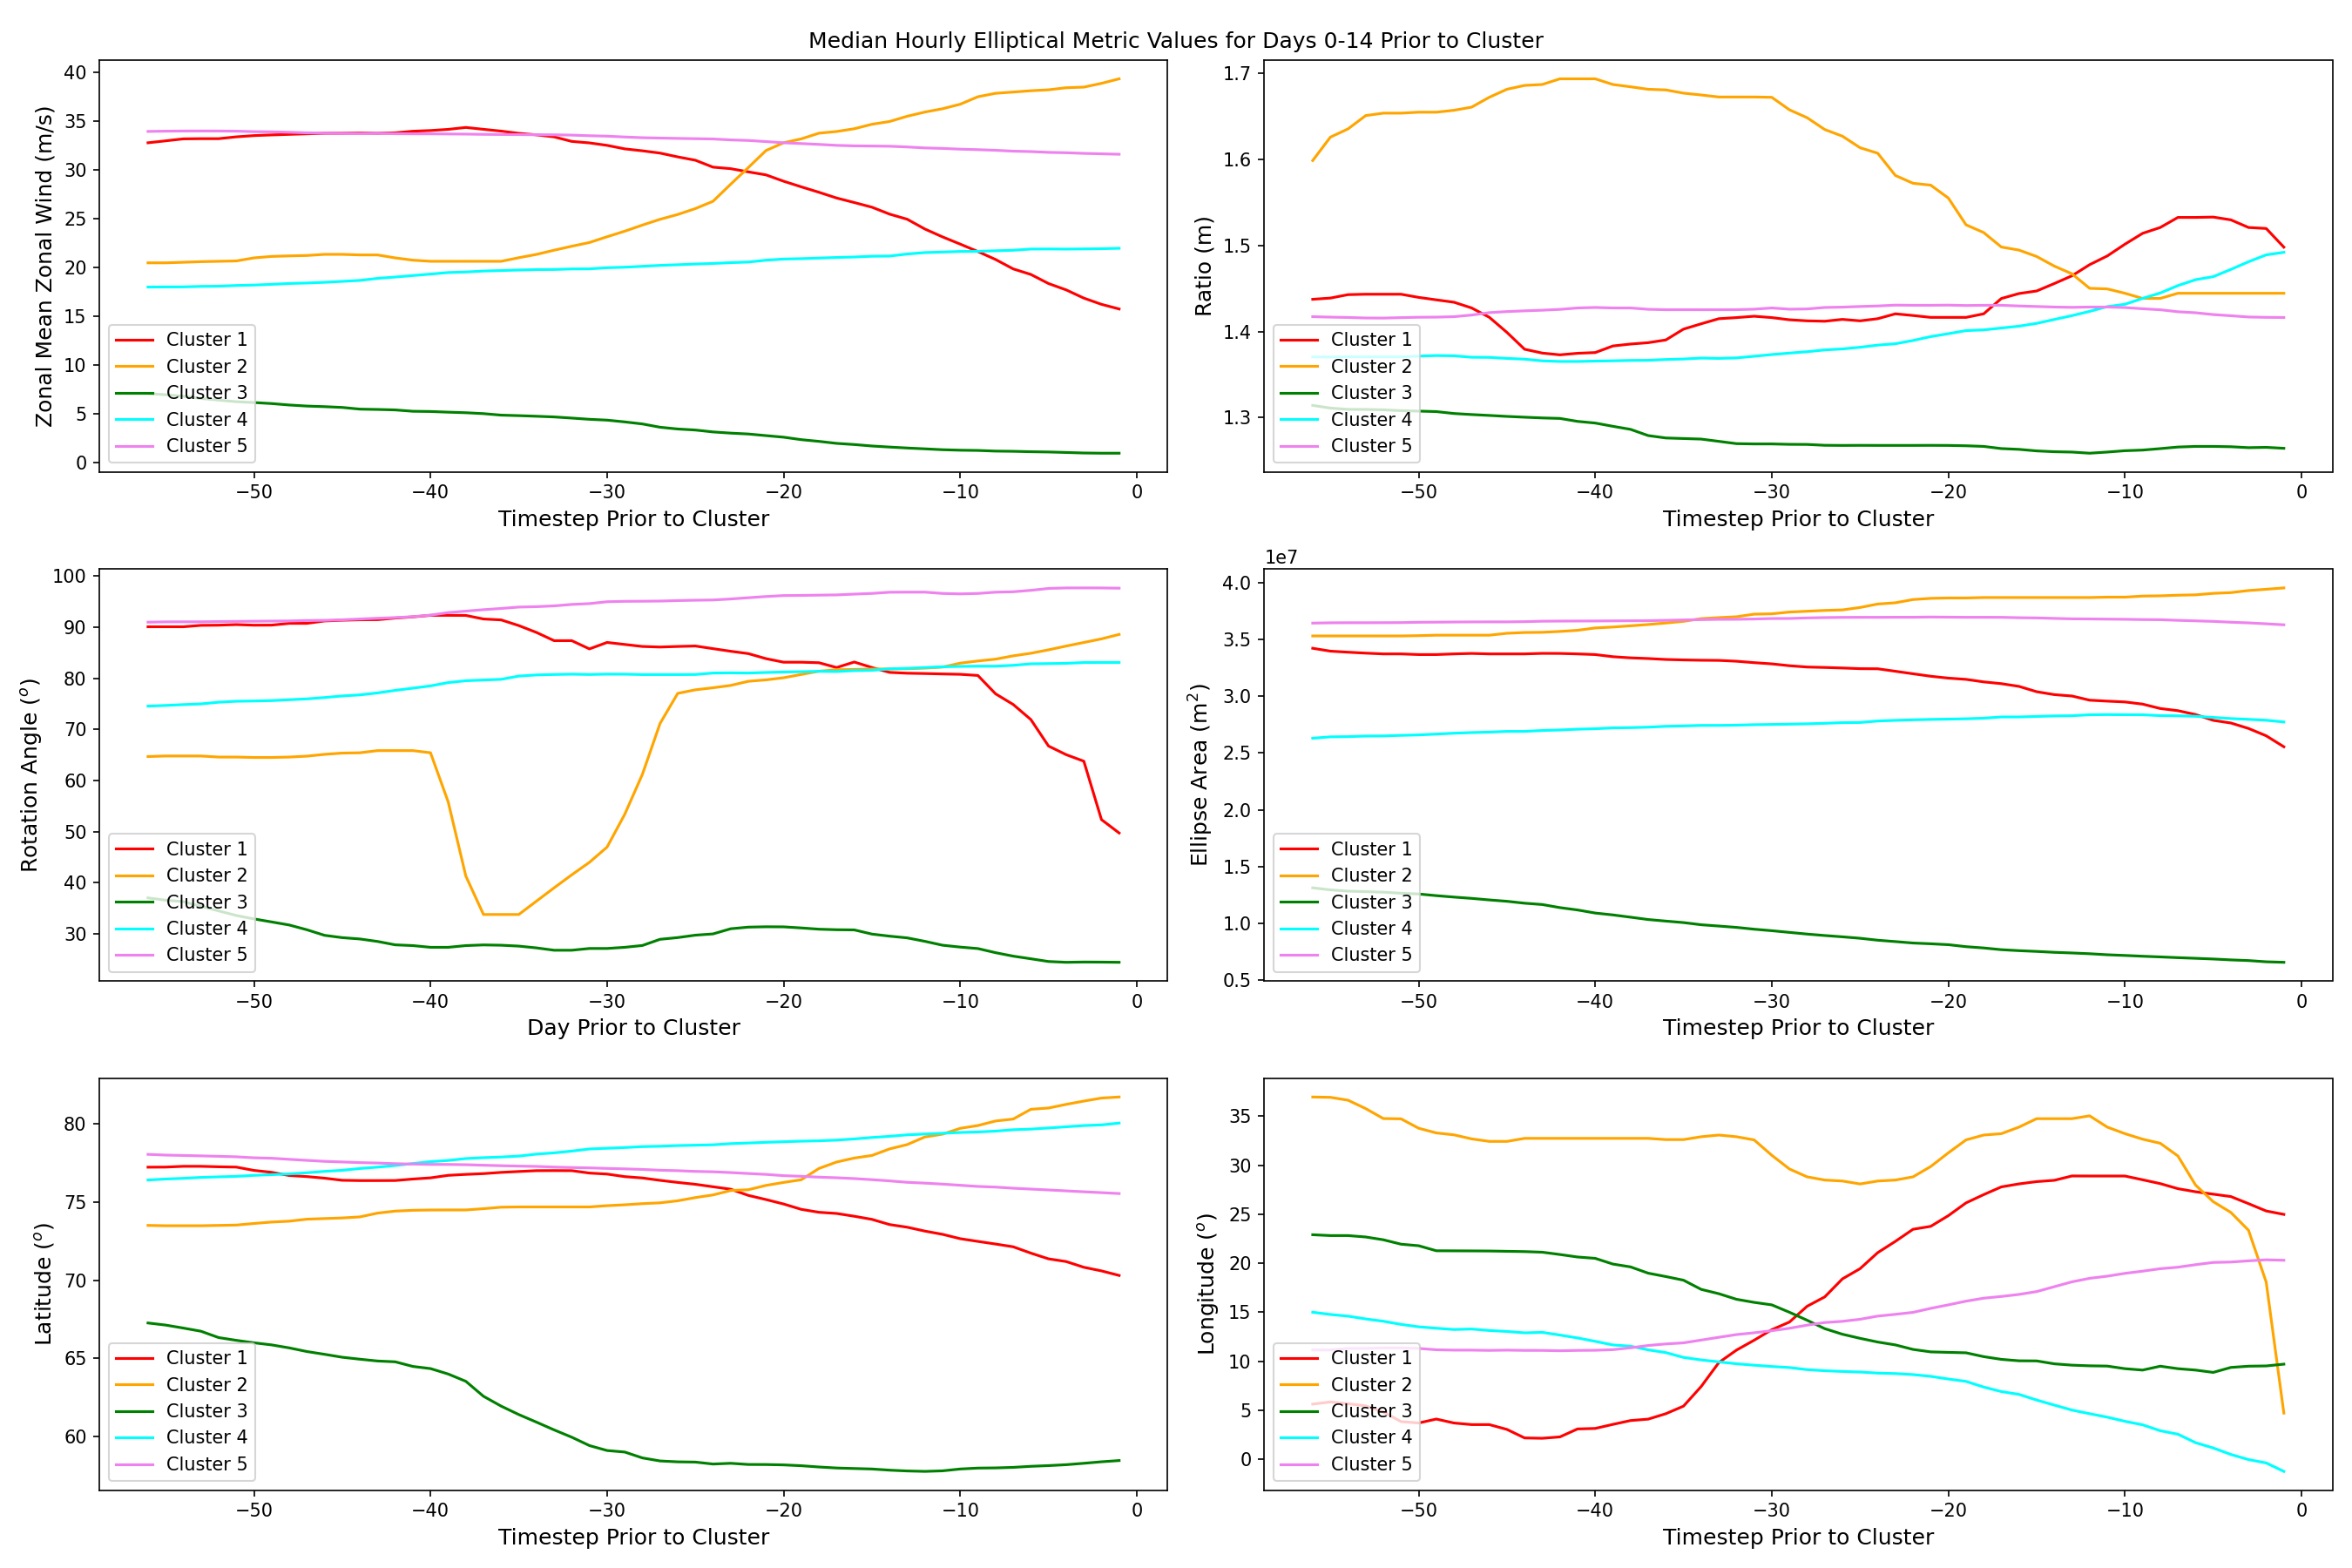 Median Hourly Elliptical Metric Values for Days 0-14 Prior to Cluster
Zonal Mean Zonal Wind (m/s)
40
35
30
25
20
15
10
5
0
Cluster 1
Cluster 2
Cluster 3
Cluster 4
Cluster 5
−50 −40 −30 −20 −10 0
Timestep Prior to Cluster
Ratio (m)
1.7
1.6
1.5
1.4
1.3
Cluster 1
Cluster 2
Cluster 3
Cluster 4
Cluster 5
−50 −40 −30 −20 −10 0
Timestep Prior to Cluster
Rotation Angle (°)
100
90
80
70
60
50
40
30
Cluster 1
Cluster 2
Cluster 3
Cluster 4
Cluster 5
−50 −40 −30 −20 −10 0
Day Prior to Cluster
1e7
Ellipse Area (m²)
4.0
3.5
3.0
2.5
2.0
1.5
1.0
0.5
Cluster 1
Cluster 2
Cluster 3
Cluster 4
Cluster 5
−50 −40 −30 −20 −10 0
Timestep Prior to Cluster
Latitude (°)
80
75
70
65
60
Cluster 1
Cluster 2
Cluster 3
Cluster 4
Cluster 5
−50 −40 −30 −20 −10 0
Timestep Prior to Cluster
Longitude (°)
35
30
25
20
15
10
5
0
Cluster 1
Cluster 2
Cluster 3
Cluster 4
Cluster 5
−50 −40 −30 −20 −10 0
Timestep Prior to Cluster